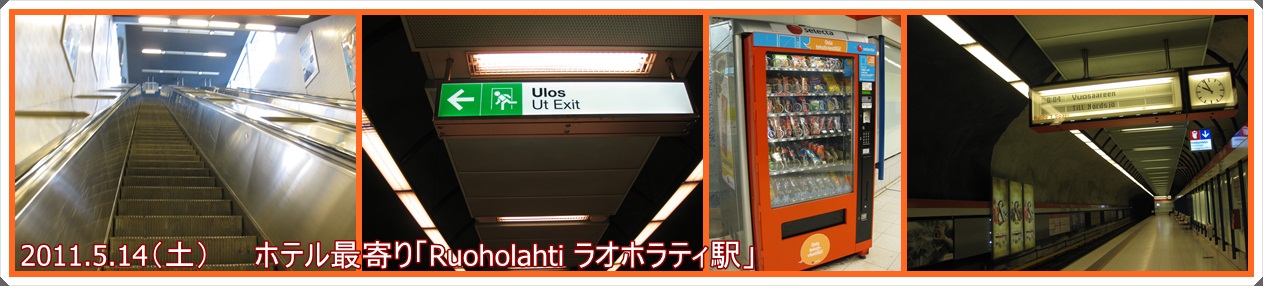 Ulos
Ut Exit
selecta
Vuosaareen
Till Nordsjö
2011.5.14(土) ホテル最寄り「Ruoholahti ラオホラティ駅」